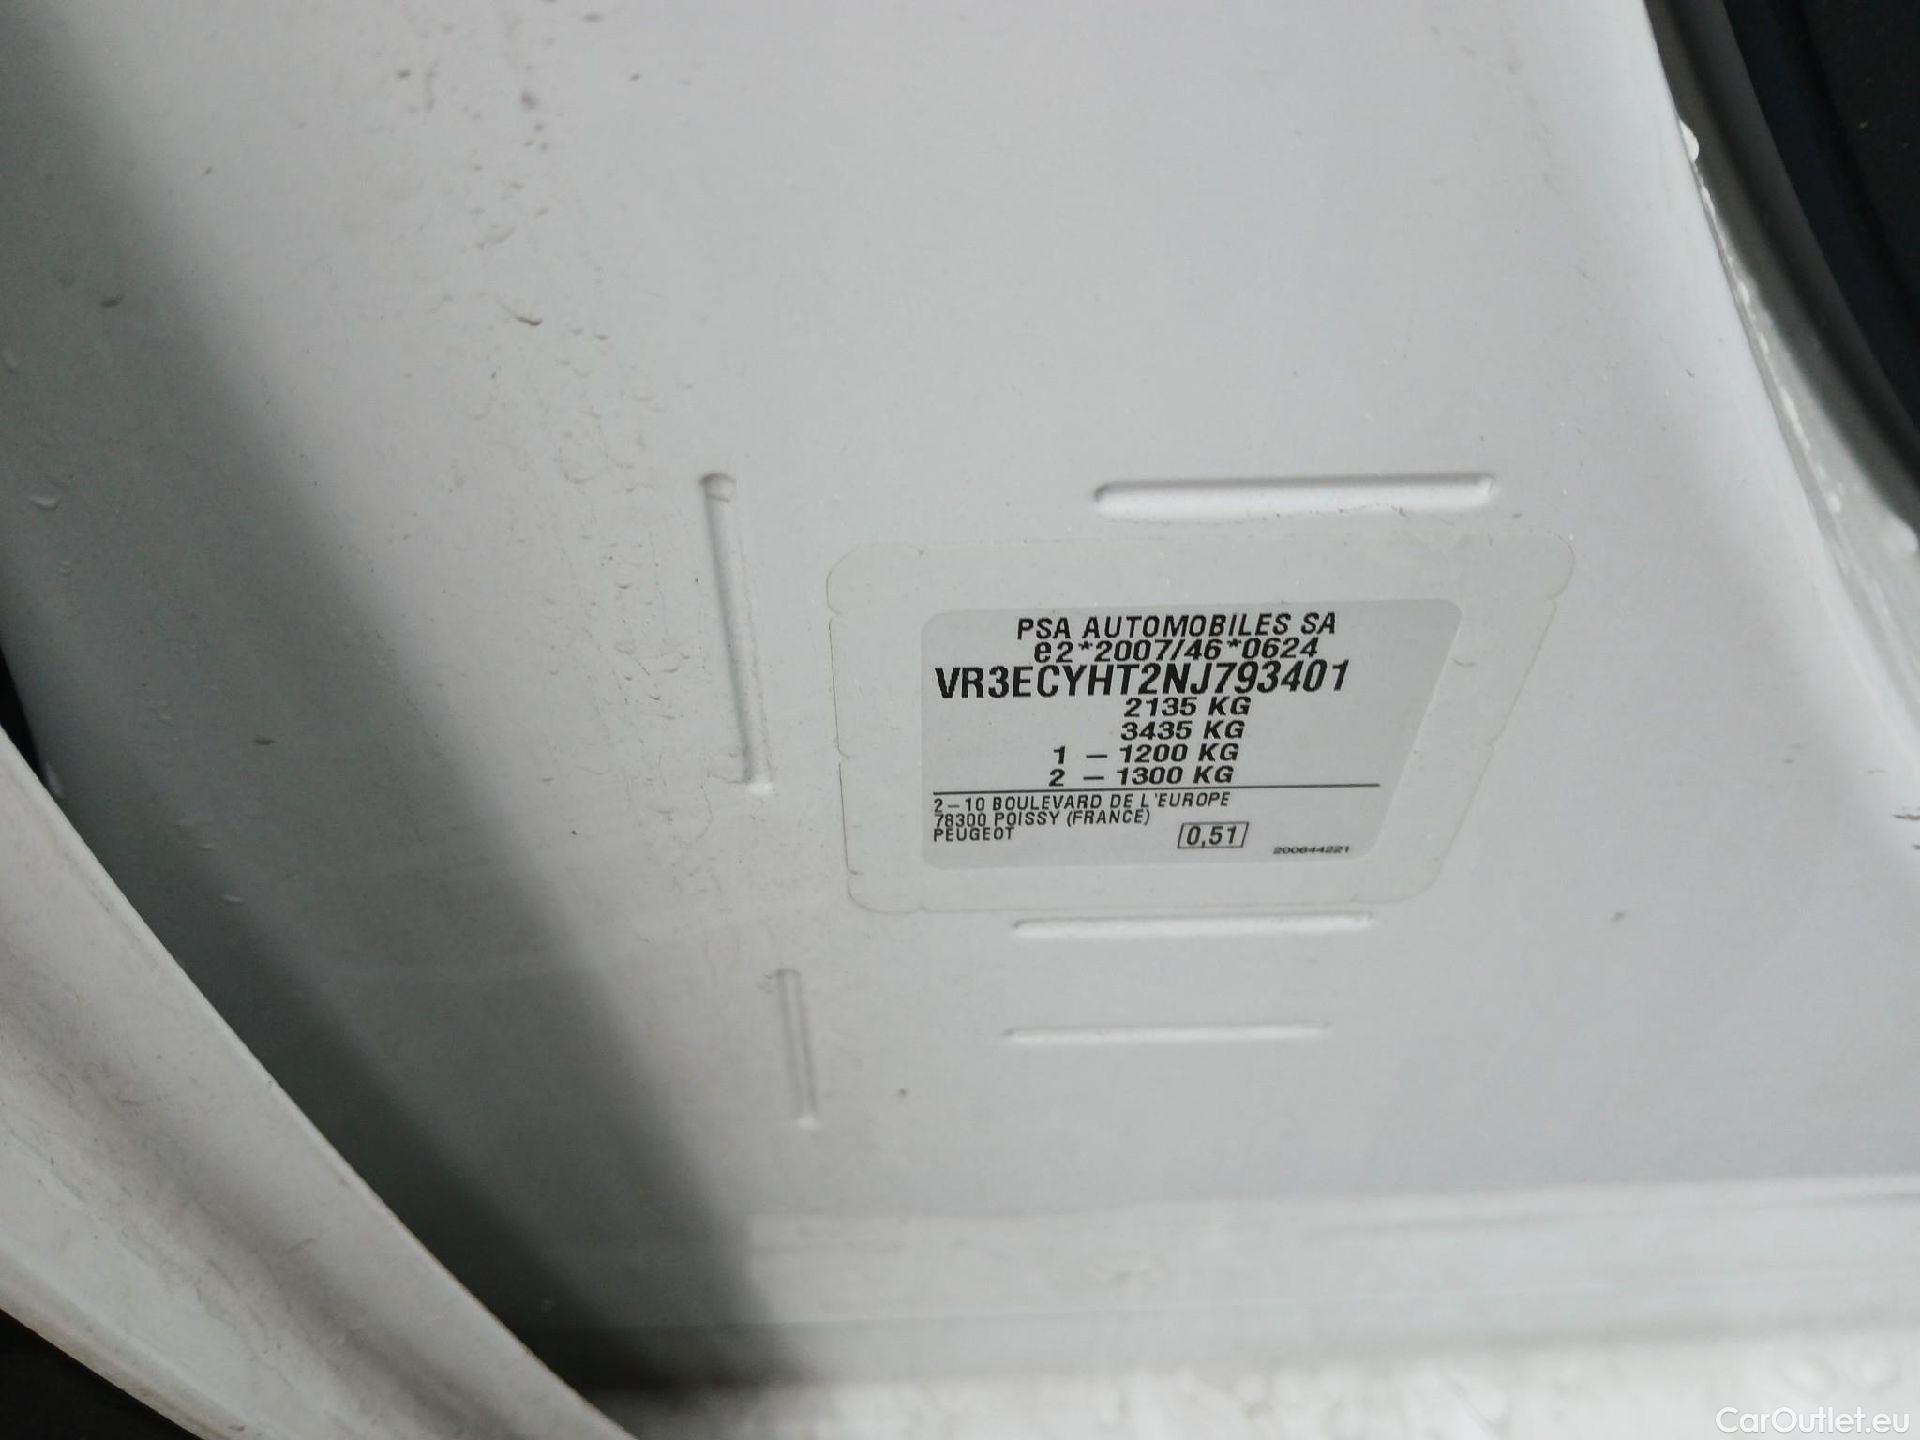 PSA AUTOMOBILES SA
e2*2007/46*0624
VR3ECYHT2NJ793401
2135 KG
3435 KG
1 – 1200 KG
2 – 1300 KG
2–10 BOULEVARD DE L'EUROPE
78300 POISSY (FRANCE)
PEUGEOT
0,51
200644221
CarOutlet.eu